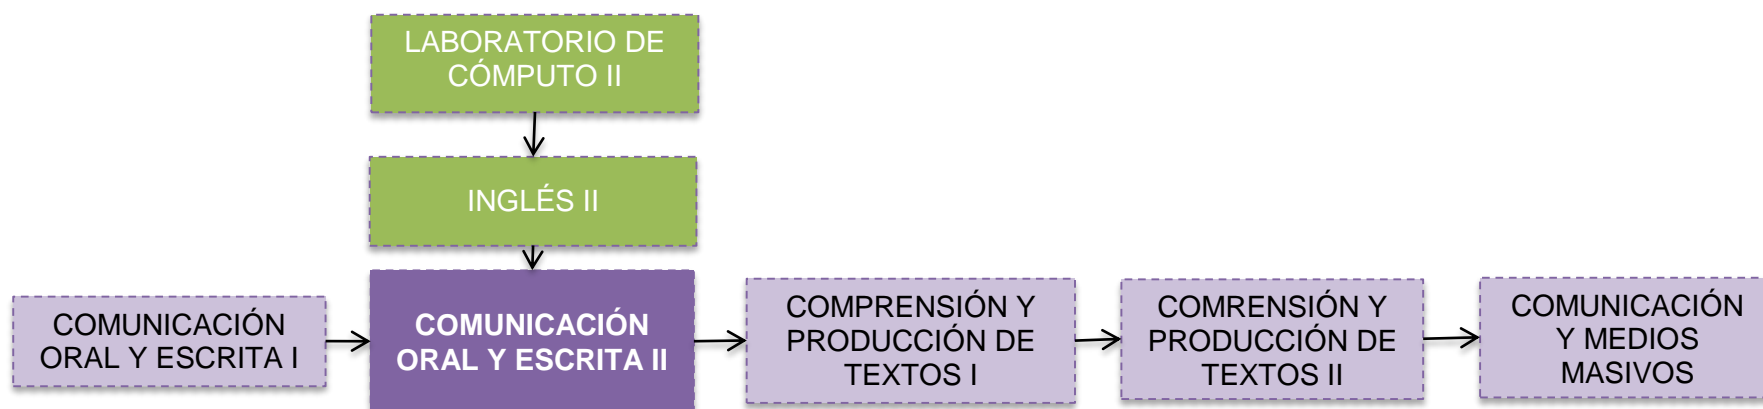 LABORATORIO DE
CÓMPUTO II
INGLÉS II
COMUNICACIÓN
ORAL Y ESCRITA I
COMUNICACIÓN
ORAL Y ESCRITA II
COMPRENSIÓN Y
PRODUCCIÓN DE
TEXTOS I
COMRENSIÓN Y
PRODUCCIÓN DE
TEXTOS II
COMUNICACIÓN
Y MEDIOS
MASIVOS